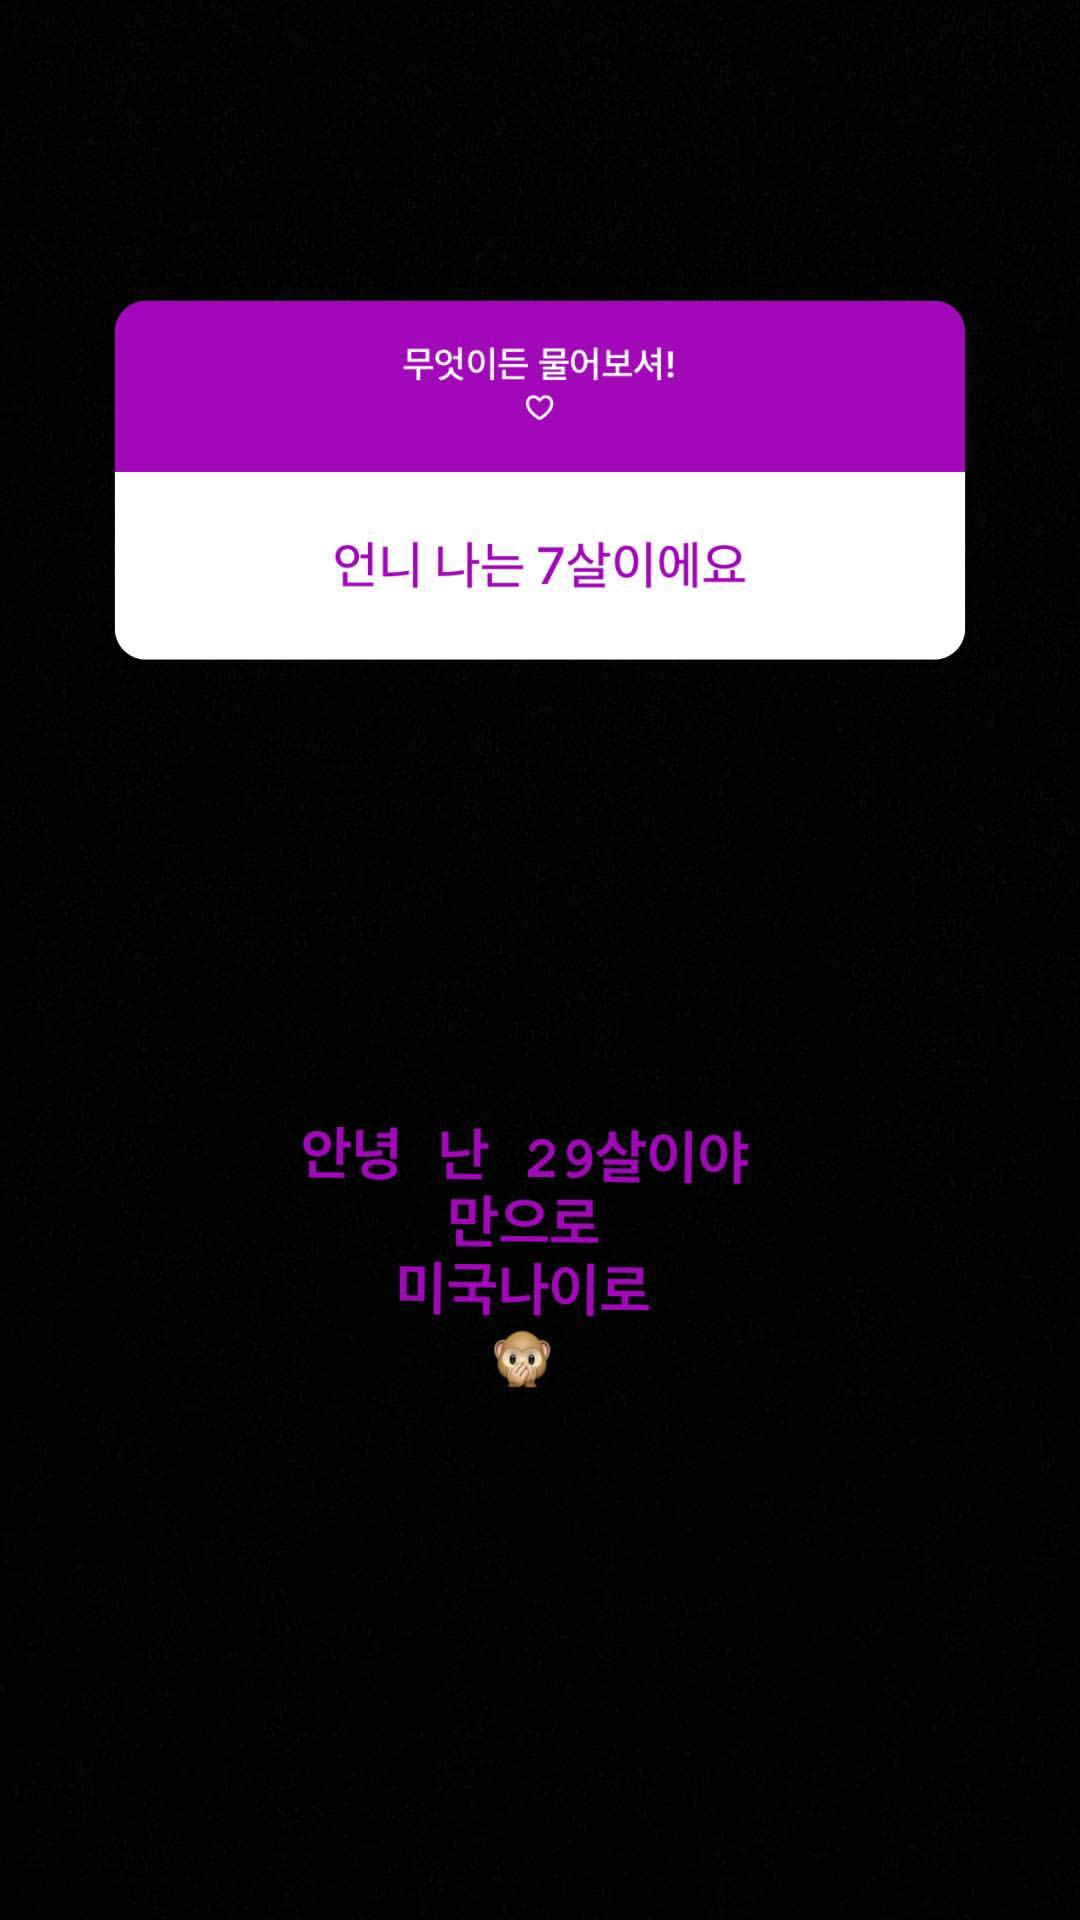 무엇이든 물어보셔!
♡
언니 나는 7살이에요
안녕 난 29살이야
만으로
미국나이로
🙊